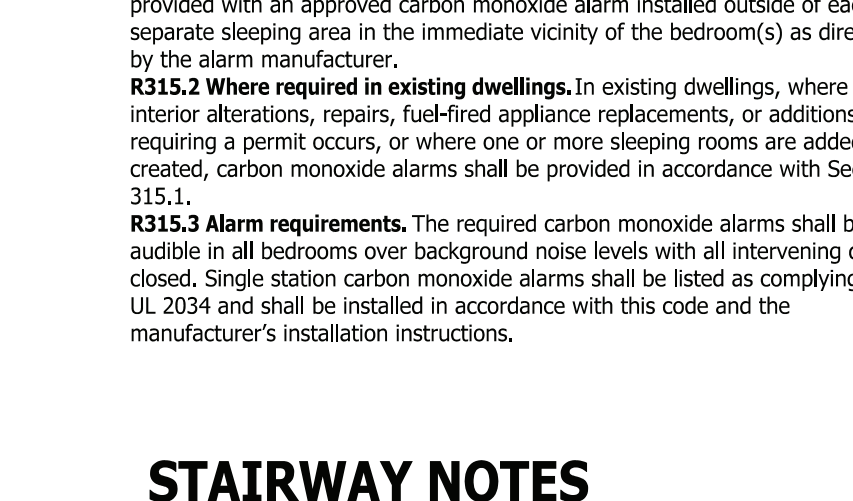 provided with an approved carbon monoxide alarm installed outside of
separate sleeping area in the immediate vicinity of the bedroom(s) as
by the alarm manufacturer.
R315.2 Where required in existing dwellings. In existing dwellings, where
interior alterations, repairs, fuel-fired appliance replacements, or additions
requiring a permit occurs, or where one or more sleeping rooms are
created, carbon monoxide alarms shall be provided in accordance with
315.1.
R315.3 Alarm requirements. The required carbon monoxide alarms shall
audible in all bedrooms over background noise levels with all intervening
closed. Single station carbon monoxide alarms shall be listed as complying
UL 2034 and shall be installed in accordance with this code and the
manufacturer's installation instructions.
STAIRWAY NOTES